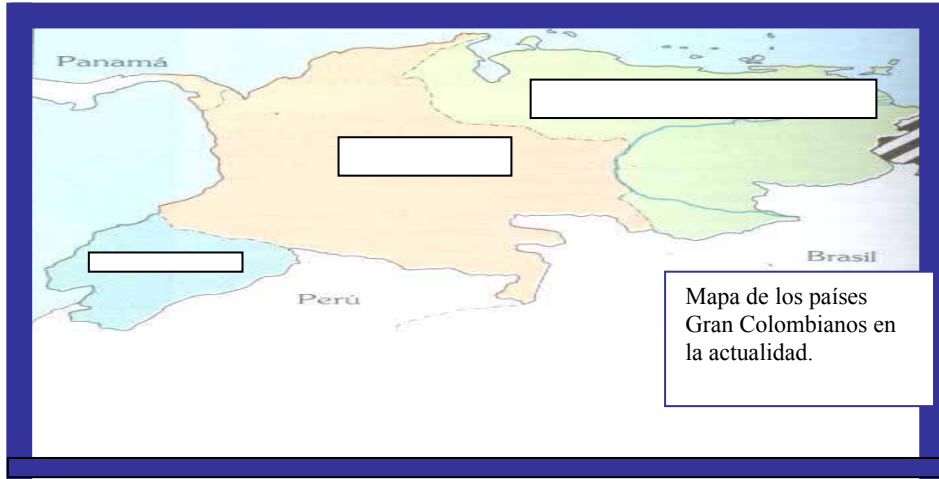 Panamá
Perú
Brasil
Mapa de los países
Gran Colombianos en
la actualidad.